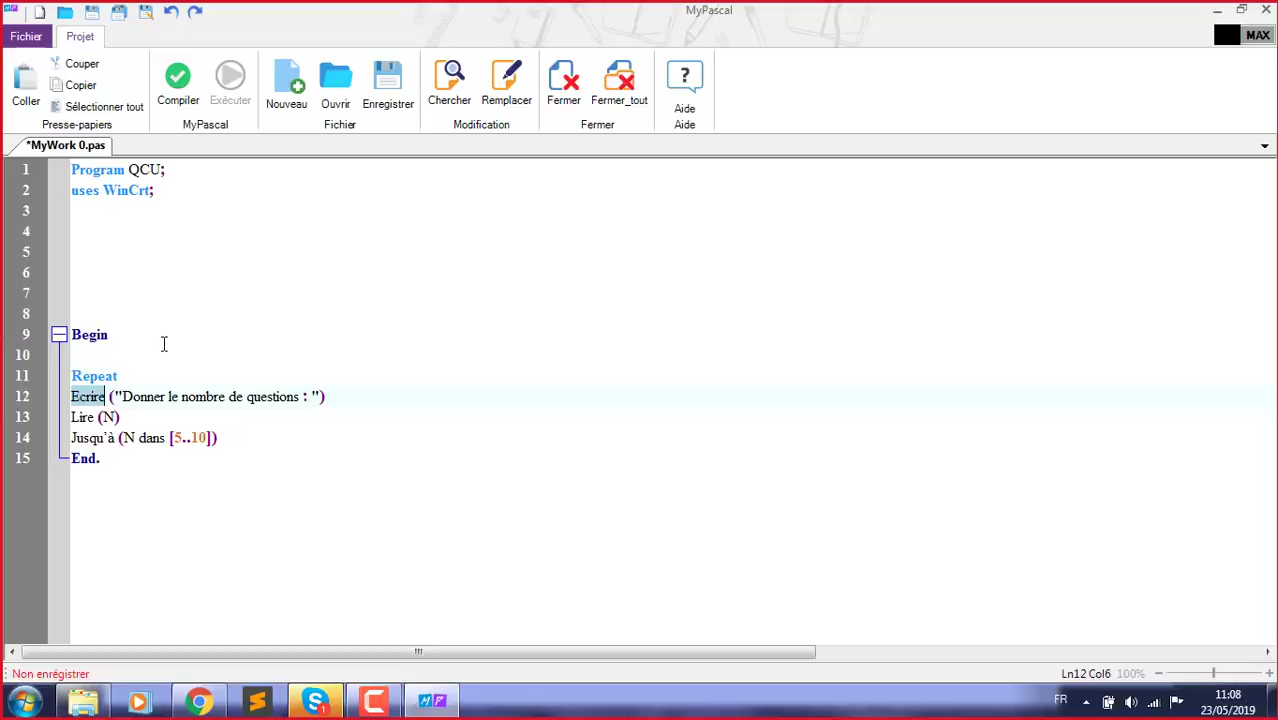 MyPascal
MAX
Fichier
Projet
Coller
Couper
Copier
Sélectionner tout
Presse-papiers
Compiler
Exécuter
MyPascal
Nouveau
Ouvrir
Enregistrer
Fichier
Chercher
Remplacer
Modification
Fermer
Fermer_tout
Fermer
?
Aide
Aide
*MyWork 0.pas
1 Program QCU;
2 uses WinCrt;
3
4
5
6
7
8
9 Begin
10
11 Repeat
12 Ecrire ("Donner le nombre de questions : ")
13 Lire (N)
14 Jusqu'à (N dans [5..10])
15 End.
Non enrégistrer
Ln12 Col6 100%
FR
11:08
23/05/2019